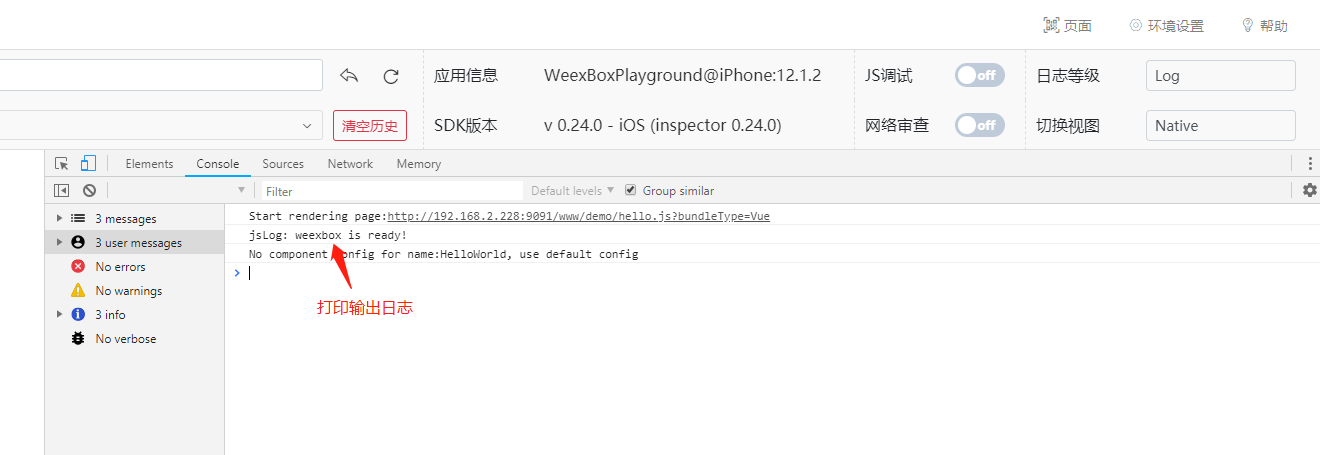 页面 环境设置 帮助
应用信息 WeexBoxPlayground@iPhone:12.1.2 JS调试 off 日志等级 Log
清空历史 SDK版本 v 0.24.0 - iOS (inspector 0.24.0) 网络审查 off 切换视图 Native
Elements Console Sources Network Memory
Filter Default levels ▼ Group similar
3 messages
3 user messages
No errors
No warnings
3 info
No verbose
Start rendering page:http://192.168.2.228:9091/www/demo/hello.js?bundleType=Vue
jsLog: weexbox is ready!
No component config for name:HelloWorld, use default config
打印输出日志